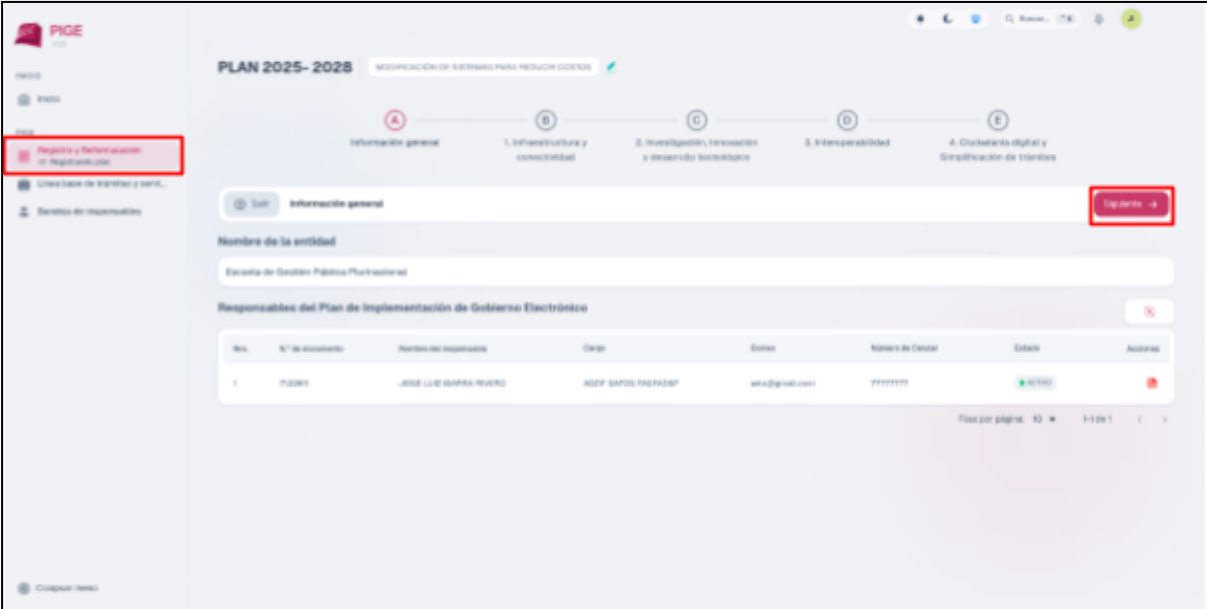 PIGE
INICIO
Inicio
PIGE
Registro y Reformulación
Registrando plan
Línea base de trámites y servi...
Bandeja de responsables
Colapsar menú
Buscar...
PLAN 2025- 2028
MODIFICACIÓN DE SISTEMAS PARA REDUCIR COSTOS
A
Información general
B
1. Infraestructura y
conectividad
C
2. Investigación, innovación
y desarrollo tecnológico
D
3. Interoperabilidad
E
4. Ciudadanía digital y
Simplificación de trámites
Salir
Información general
Siguiente →
Nombre de la entidad
Escuela de Gestión Pública Plurinacional
Responsables del Plan de Implementación de Gobierno Electrónico
Nro. N.° de documento Nombre del responsable Cargo Correo Número de Celular Estado Acciones
1 JOSE LUIZ RIVERO 77777777 ACTIVO
Filas por página: 10 1-1 de 1